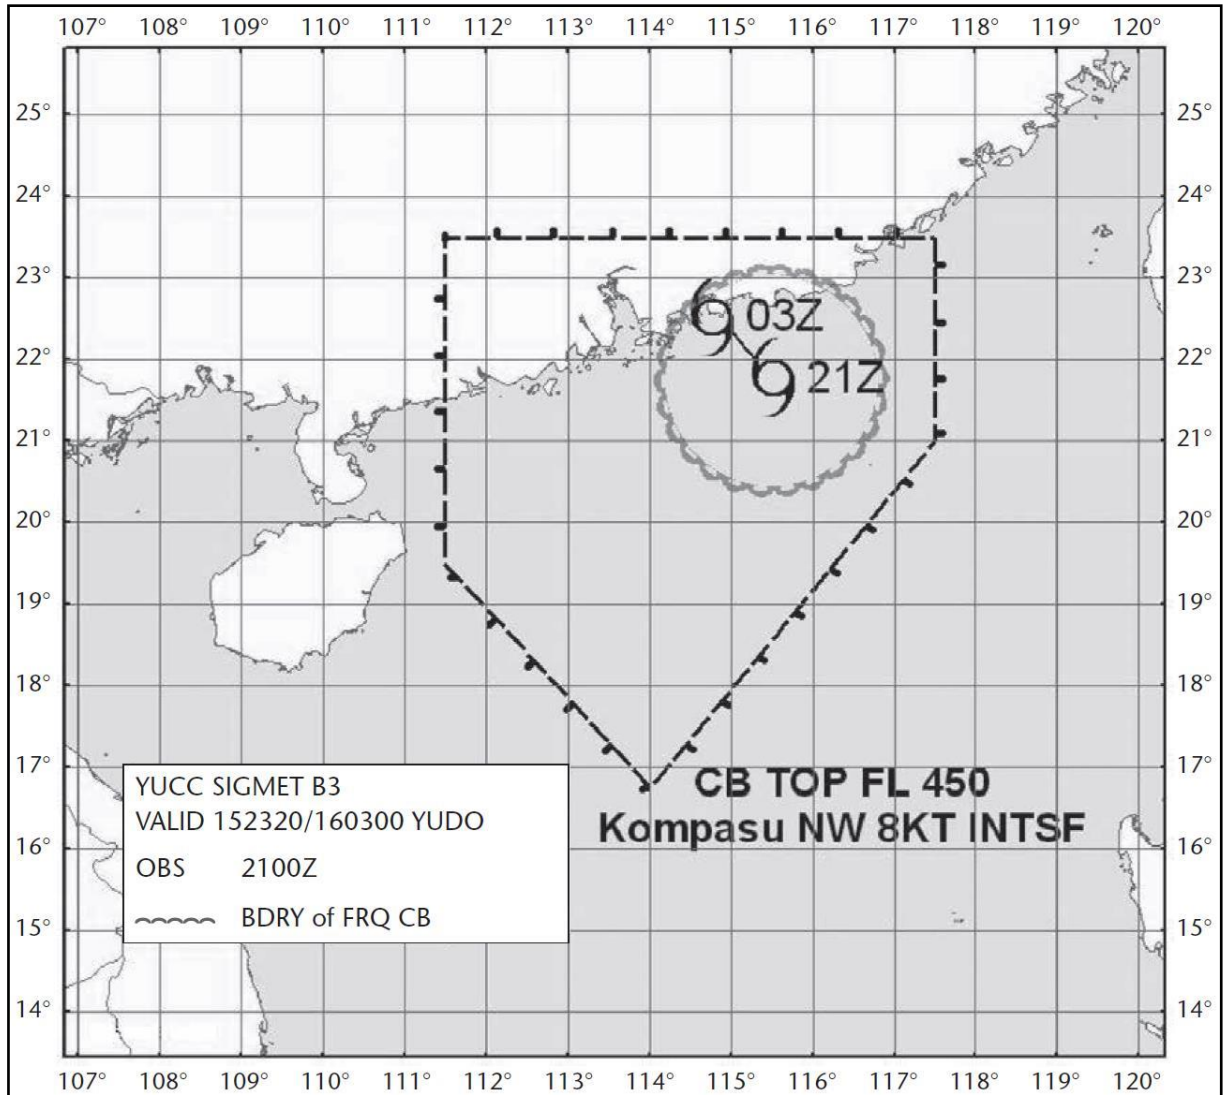 107° 108° 109° 110° 111° 112° 113° 114° 115° 116° 117° 118° 119° 120°
25° 25°
24° 24°
23° 23°
03Z
22° 22°
21Z
21° 21°
20° 20°
19° 19°
18° 18°
17° 17°
CB TOP FL 450
Kompasu NW 8KT INTSF
YUCC SIGMET B3
VALID 152320/160300 YUDO
16° 16°
OBS 2100Z
BDRY of FRQ CB
15° 15°
14° 14°
107° 108° 109° 110° 111° 112° 113° 114° 115° 116° 117° 118° 119° 120°